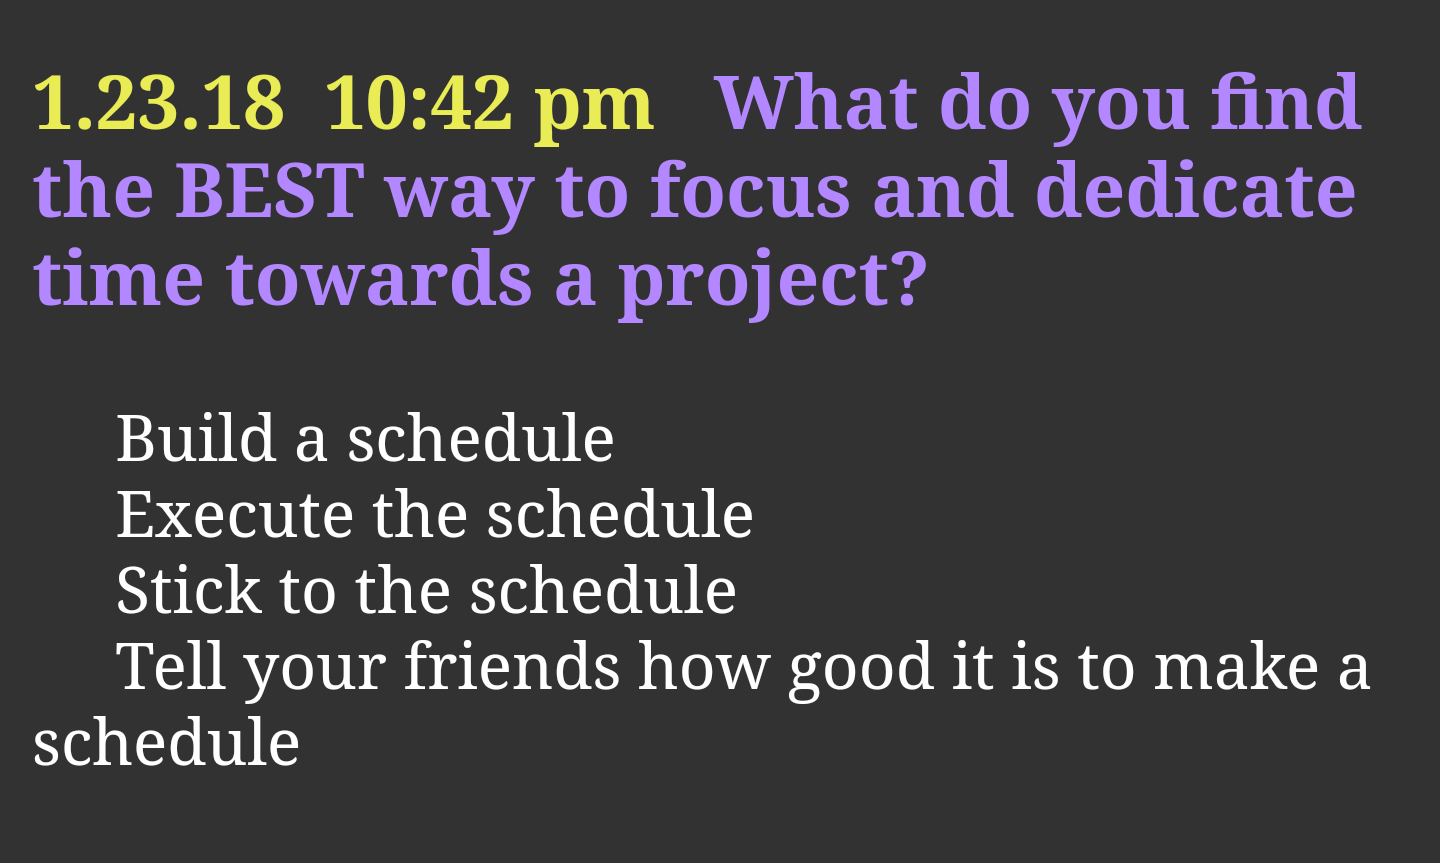 1.23.18  10:42 pm   What do you find
the BEST way to focus and dedicate
time towards a project?
Build a schedule
Execute the schedule
Stick to the schedule
Tell your friends how good it is to make a
schedule